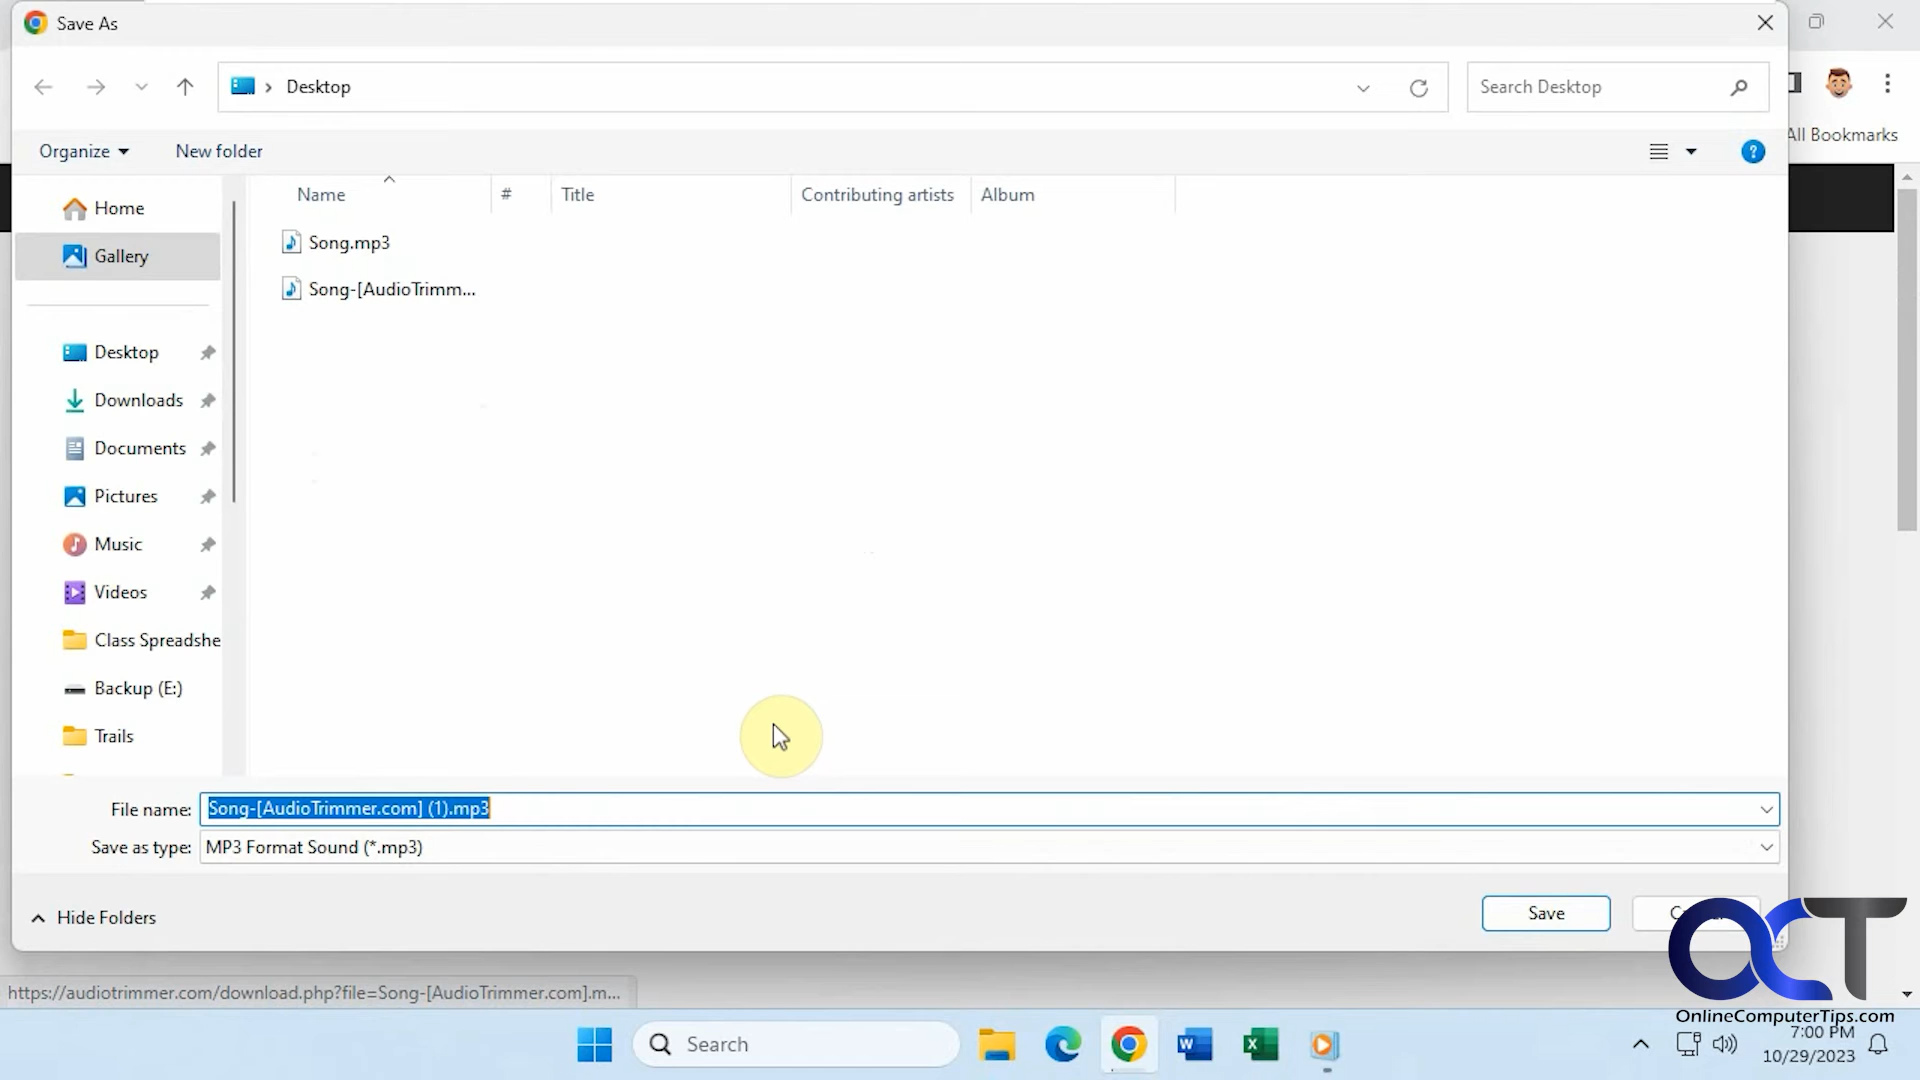 Save As
Desktop
Search Desktop
All Bookmarks
Organize
New folder
?
Name
#
Title
Contributing artists
Album
Home
Gallery
Song.mp3
Song-[AudioTrimm...
Desktop
Downloads
Documents
Pictures
Music
Videos
Class Spreadshe
Backup (E:)
Trails
File name: Song-[AudioTrimmer.com] (1).mp3
Save as type: MP3 Format Sound (*.mp3)
Hide Folders
Save
OCT
OnlineComputerTips.com
https://audiotrimmer.com/download.php?file=Song-[AudioTrimmer.com].m...
Search
7:00 PM
10/29/2023